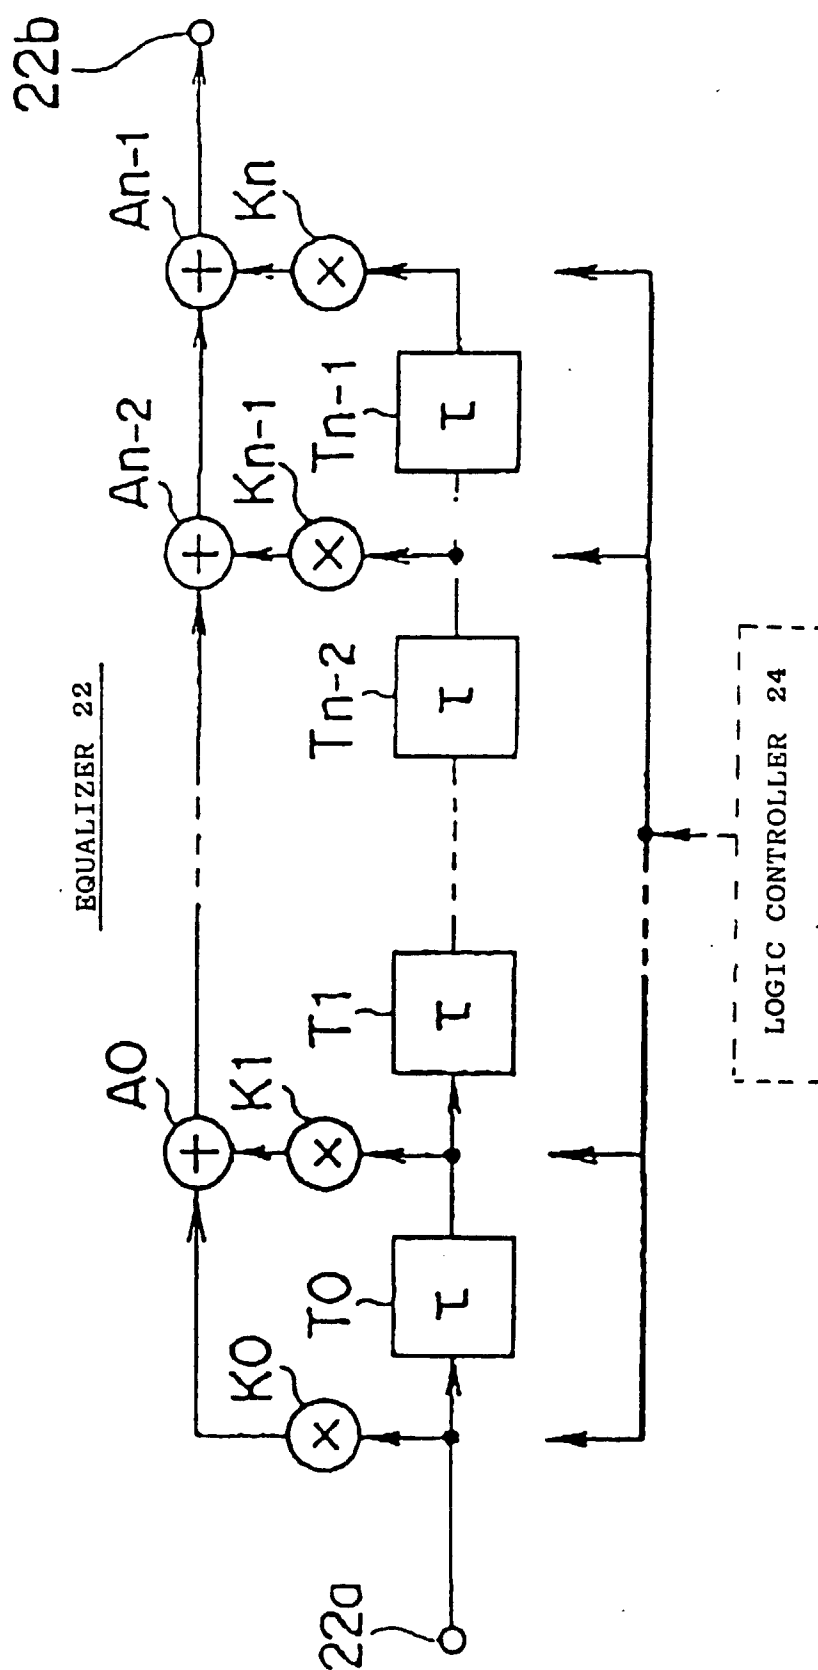 EQUALIZER 22
22b
A0
An-2
An-1
K0
K1
Kn-1
Kn
T0
T1
Tn-2
Tn-1
τ
τ
τ
τ
22a
LOGIC CONTROLLER 24